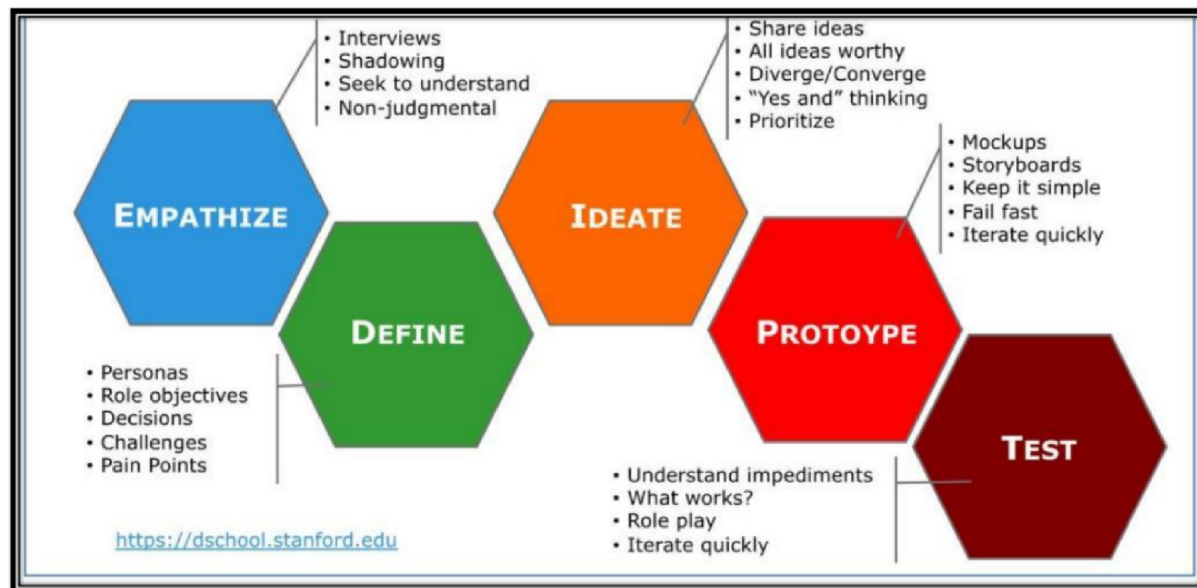 • Interviews
• Shadowing
• Seek to understand
• Non-judgmental
EMPATHIZE
• Personas
• Role objectives
• Decisions
• Challenges
• Pain Points
DEFINE
• Share ideas
• All ideas worthy
• Diverge/Converge
• “Yes and” thinking
• Prioritize
IDEATE
• Mockups
• Storyboards
• Keep it simple
• Fail fast
• Iterate quickly
PROTOYPE
• Understand impediments
• What works?
• Role play
• Iterate quickly
TEST
https://dschool.stanford.edu